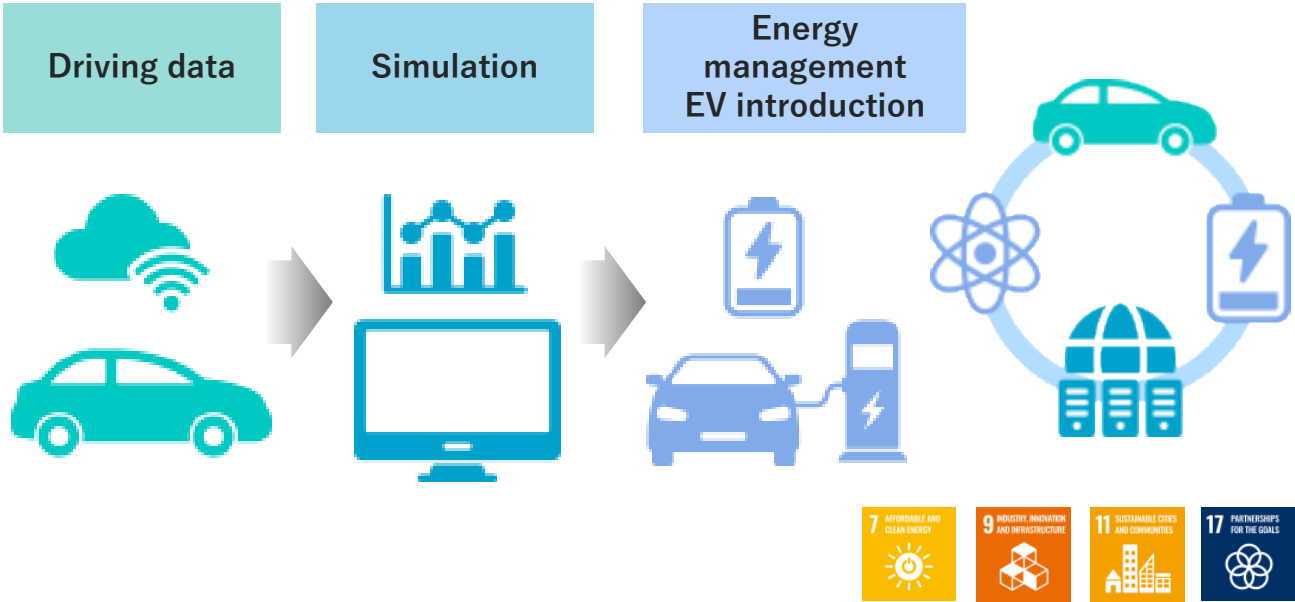 Driving data
Simulation
Energy
management
EV introduction
7 AFFORDABLE AND
CLEAN ENERGY
9 INDUSTRY, INNOVATION
AND INFRASTRUCTURE
11 SUSTAINABLE CITIES
AND COMMUNITIES
17 PARTNERSHIPS
FOR THE GOALS